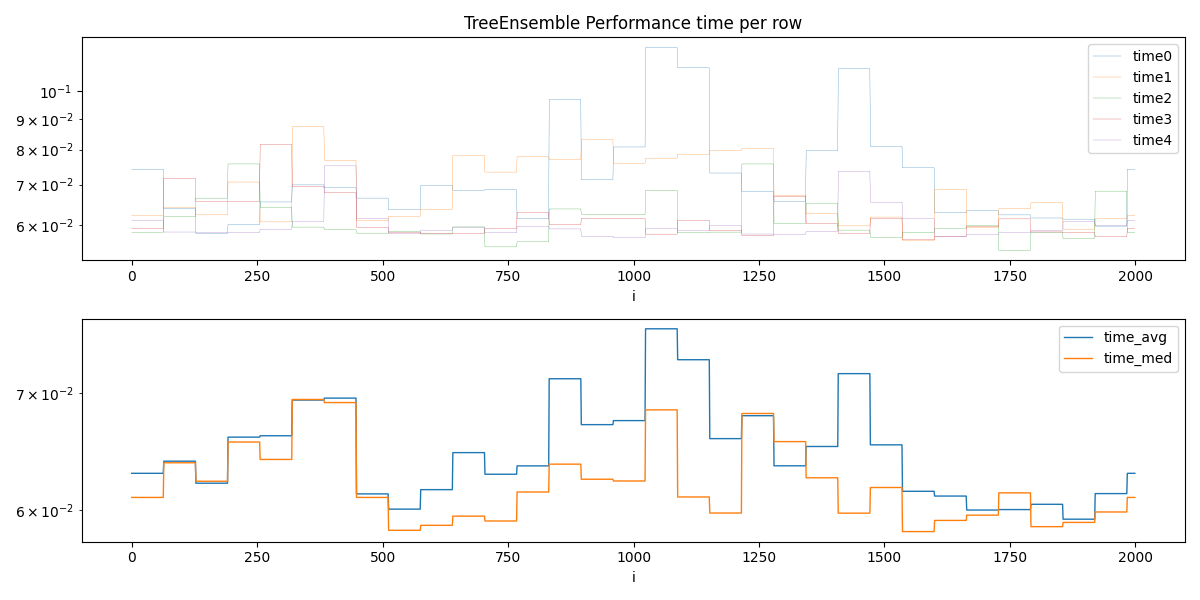 TreeEnsemble Performance time per row
10⁻¹
9 × 10⁻²
8 × 10⁻²
7 × 10⁻²
6 × 10⁻²
time0
time1
time2
time3
time4
0 250 500 750 1000 1250 1500 1750 2000
i
7 × 10⁻²
6 × 10⁻²
time_avg
time_med
0 250 500 750 1000 1250 1500 1750 2000
i